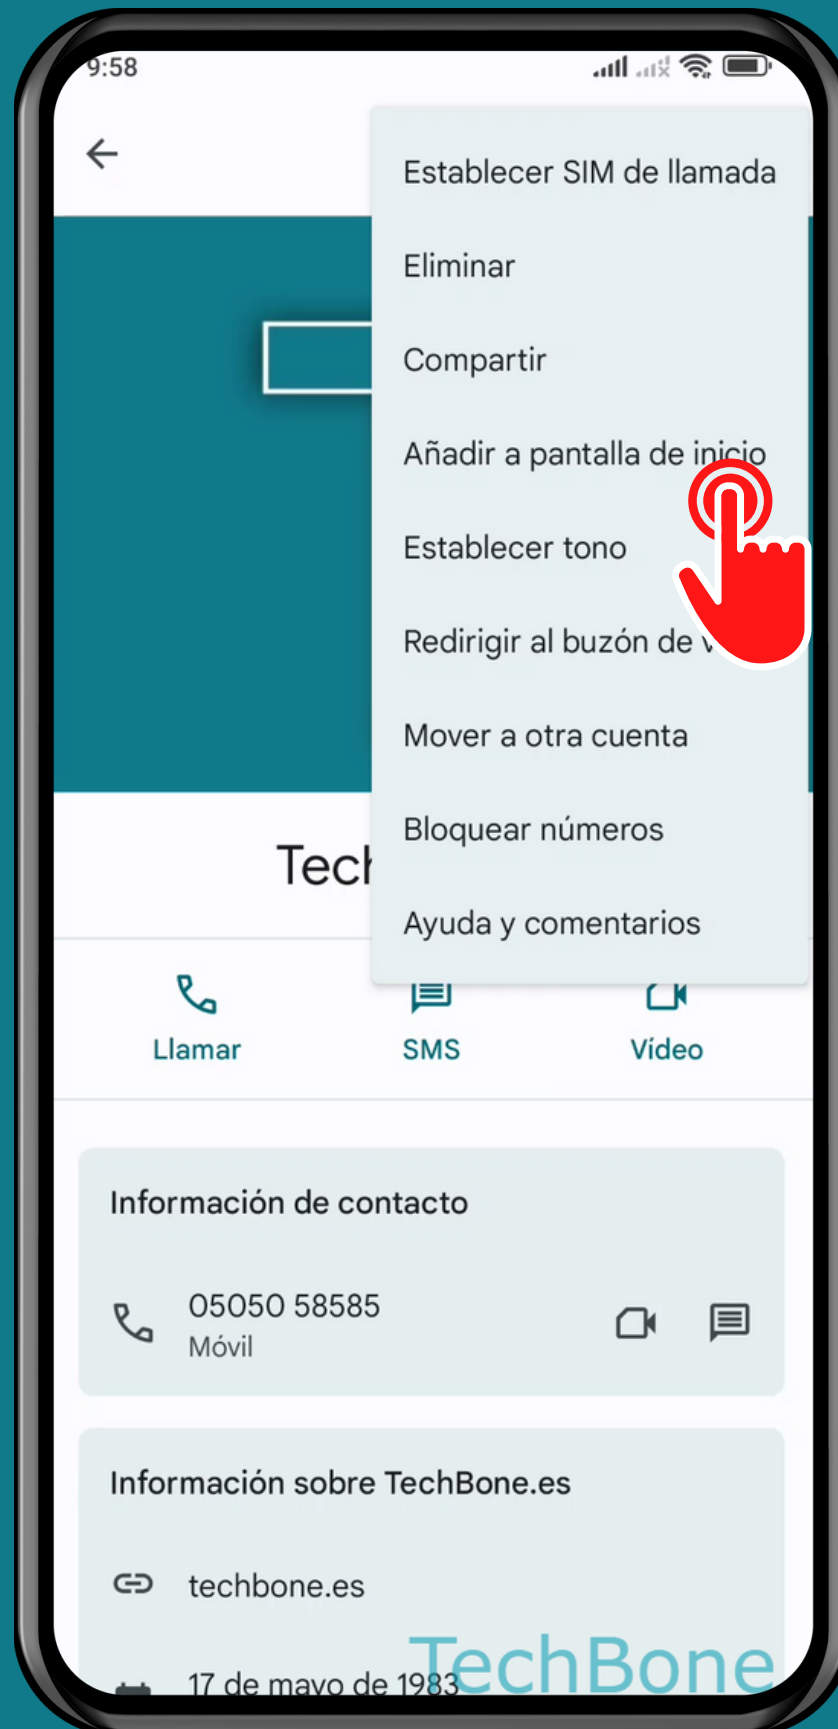 9:58
Establecer SIM de llamada
Eliminar
Compartir
Añadir a pantalla de inicio
Establecer tono
Redirigir al buzón de
Mover a otra cuenta
Bloquear números
Ayuda y comentarios
Llamar
SMS
Vídeo
Información de contacto
05050 58585
Móvil
Información sobre TechBone.es
techbone.es
17 de mayo de 1983
TechBone